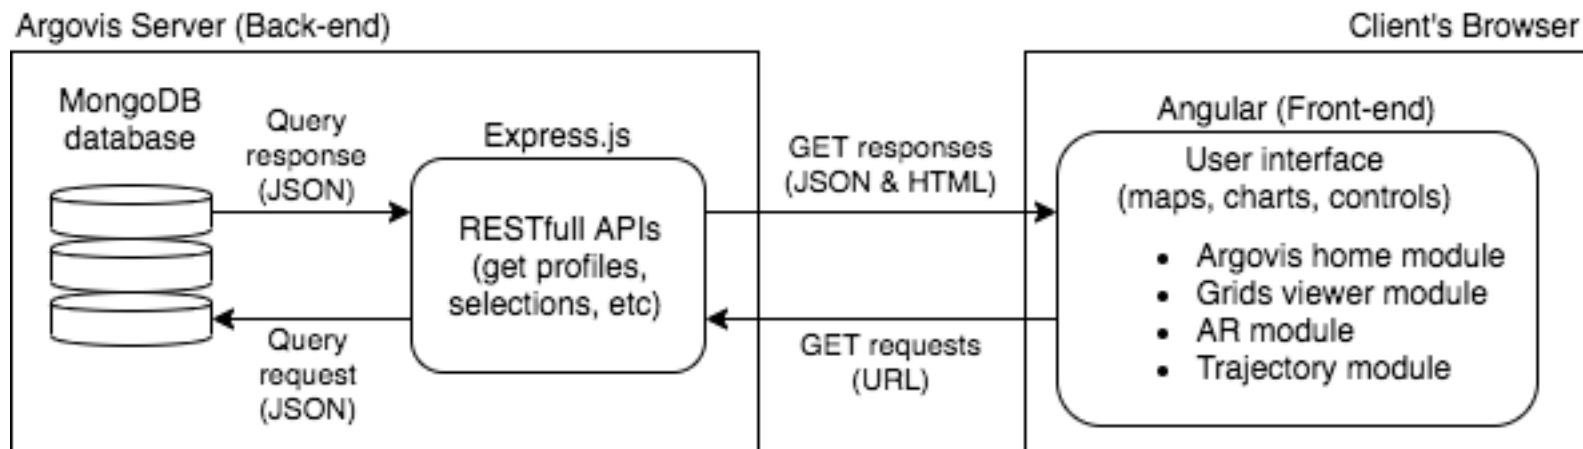 Argovis Server (Back-end)
Client's Browser
MongoDB
database
Query
response
(JSON)
Query
request
(JSON)
Express.js
RESTfull APIs
(get profiles,
selections, etc)
GET responses
(JSON & HTML)
GET requests
(URL)
Angular (Front-end)
User interface
(maps, charts, controls)
• Argovis home module
• Grids viewer module
• AR module
• Trajectory module